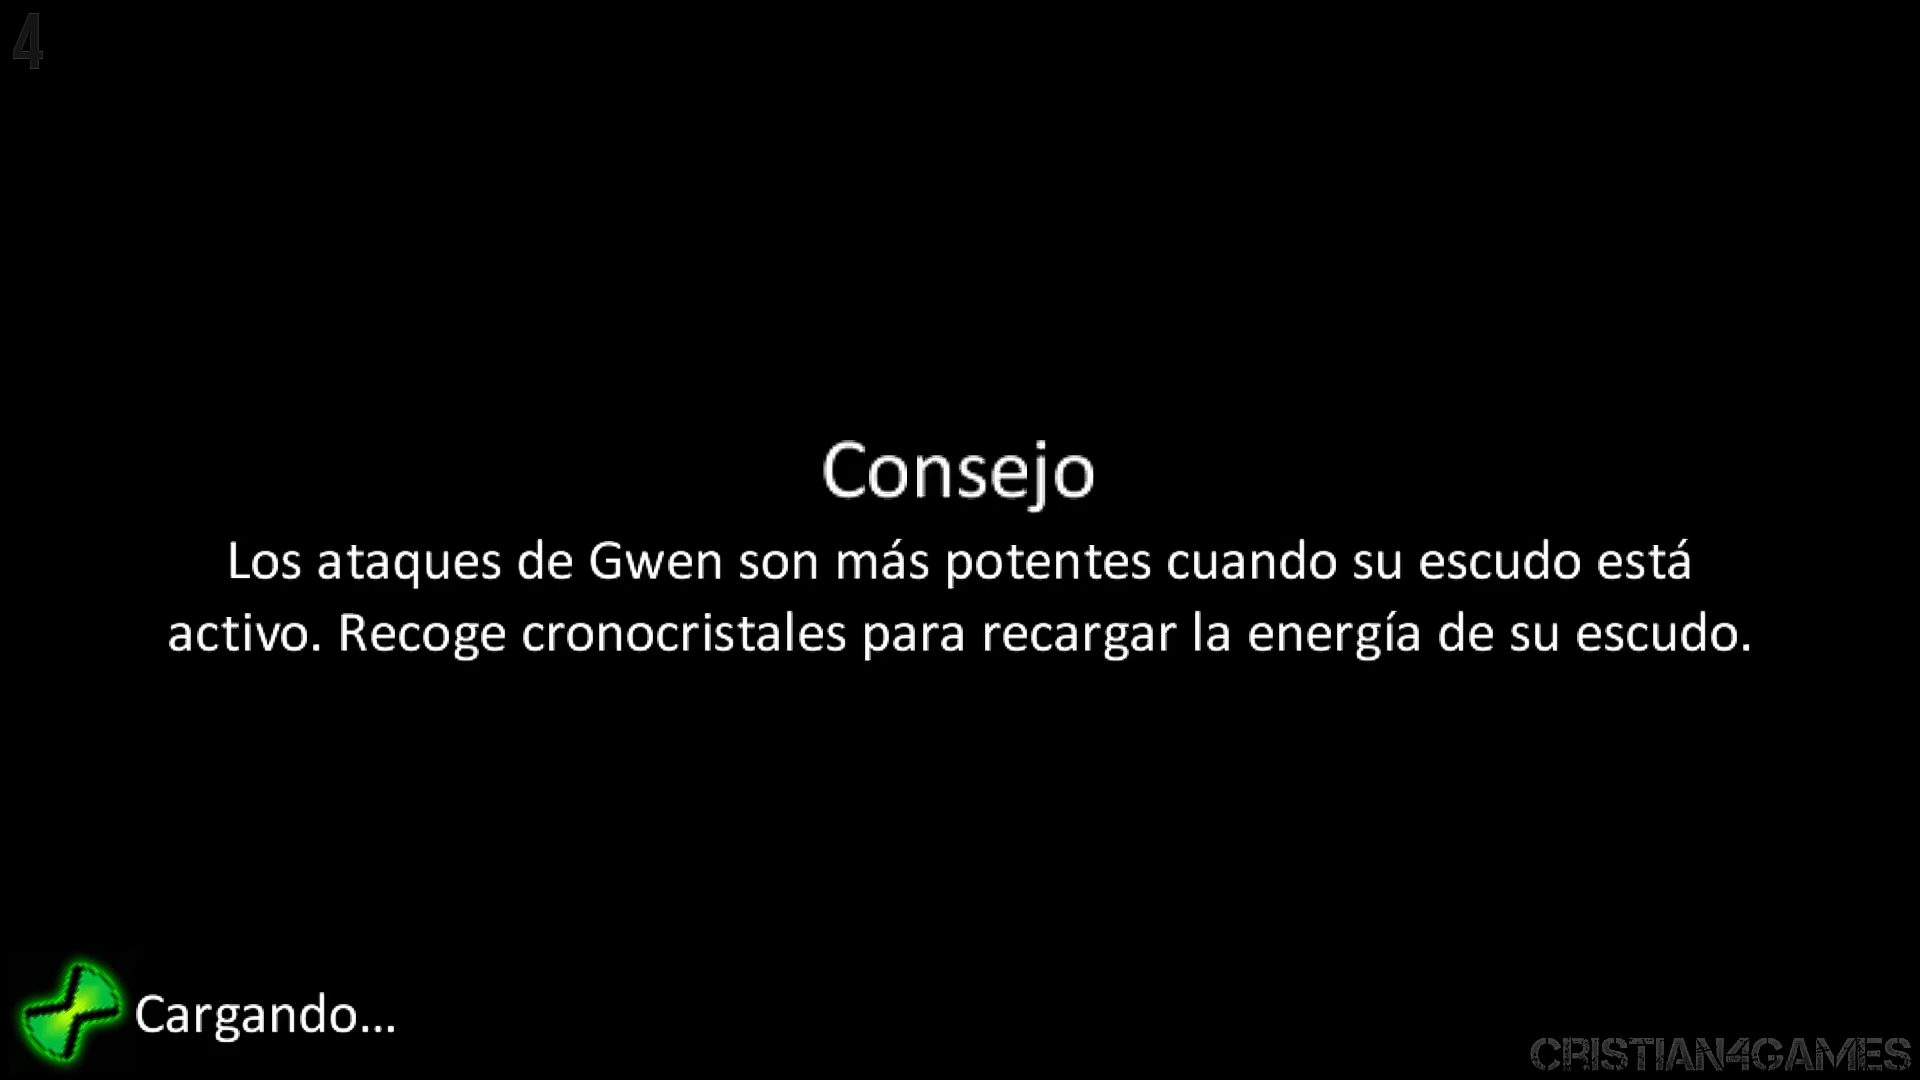 4
Consejo
Los ataques de Gwen son más potentes cuando su escudo está
activo. Recoge cronocristales para recargar la energía de su escudo.
Cargando...
CRISTIAN4GAMES